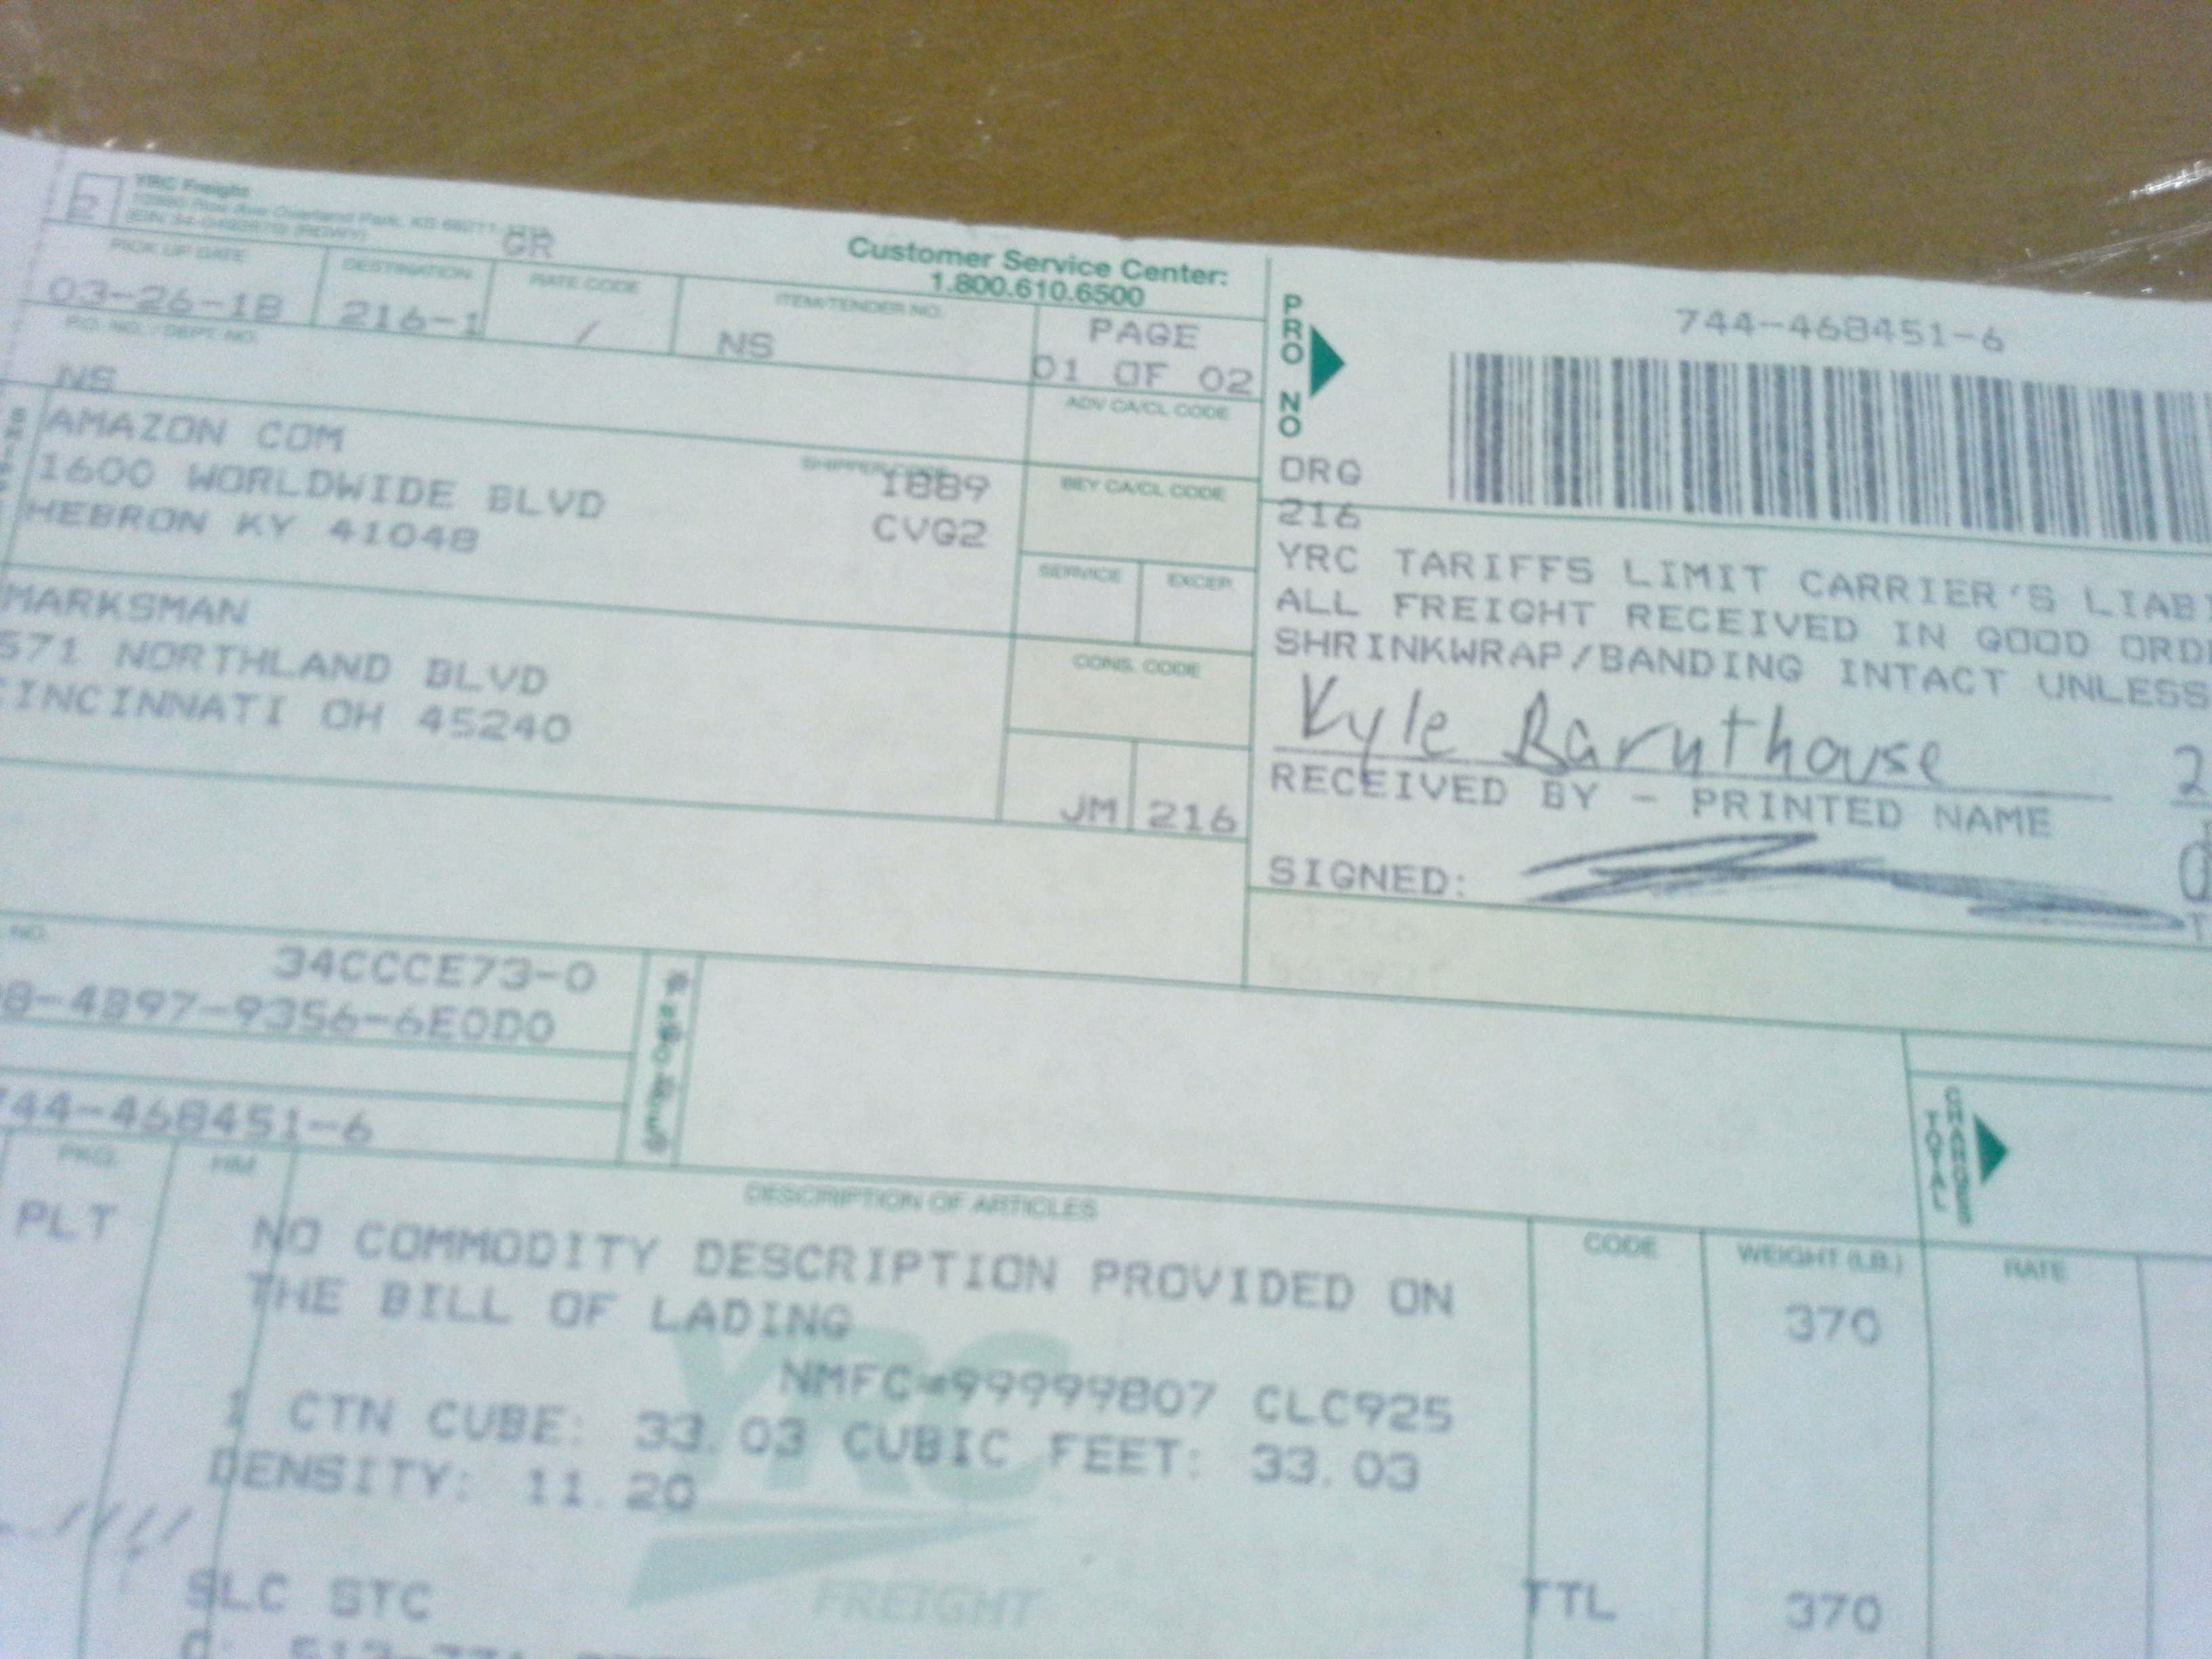 YRC Freight
GR
Customer Service Center:
1.800.610.6500
PICK UP DATE
DESTINATION
RATE CODE
ITEM/TENDER NO.
03-26-18
216-1
/
NS
PAGE
01 OF 02
P.O. NO. / DEPT. NO.
NS
ADV CA/CL CODE
AMAZON COM
1600 WORLDWIDE BLVD
HEBRON KY 41048
SHIPPER CODE
1889
CVG2
BEY CA/CL CODE
SERVICE
EXCEP.
MARKSMAN
571 NORTHLAND BLVD
CINCINNATI OH 45240
CONS. CODE
JM
216
PRO NO
744-468451-6
ORG
216
YRC TARIFFS LIMIT CARRIER'S LIAB
ALL FREIGHT RECEIVED IN GOOD ORD
SHRINKWRAP/BANDING INTACT UNLESS
Kyle Barnthouse
2
RECEIVED BY - PRINTED NAME
SIGNED:
NO.
34CCCE73-0
8-4B97-9356-6E0D0
744-468451-6
TOTAL CHARGES
PKG.
HM
DESCRIPTION OF ARTICLES
CODE
WEIGHT (LB.)
RATE
PLT
NO COMMODITY DESCRIPTION PROVIDED ON
370
THE BILL OF LADING
NMFC=99999807 CLC925
1 CTN CUBE: 33.03 CUBIC FEET: 33.03
DENSITY: 11.20
YRC
FREIGHT
SLC STC
TTL
370